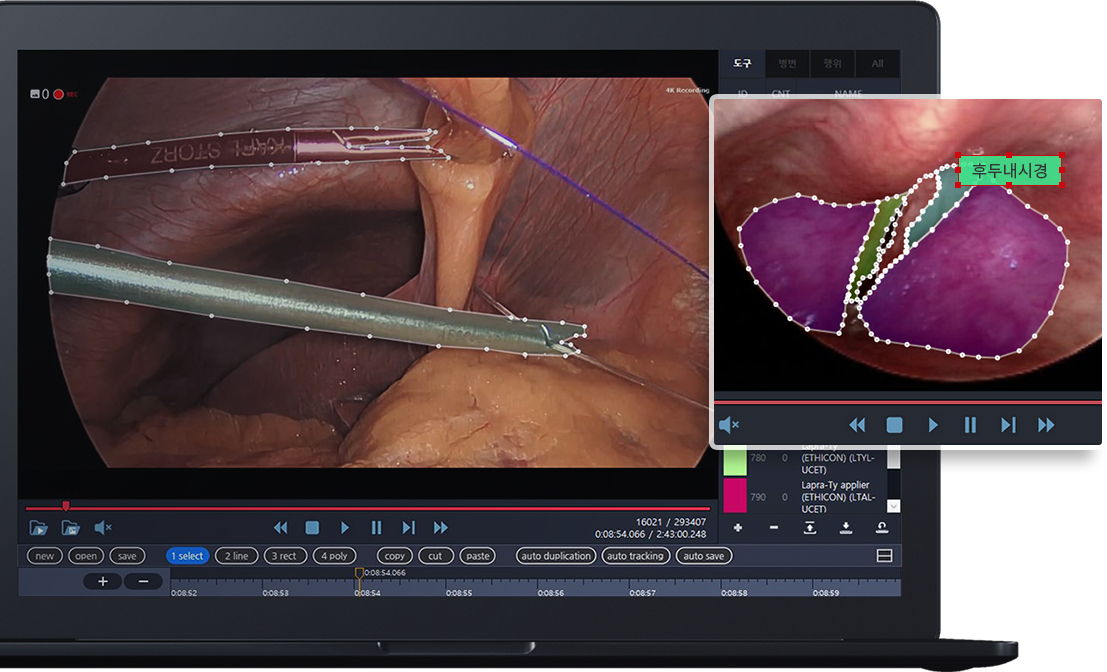 0
REC
4K Recording
KARL STORZ
도구
병변
행위
All
ID
CNT
NAME
후두내시경
780
0
Lapra-Ty
(ETHICON) (LTYL-
UCET)
790
0
Lapra-Ty applier
(ETHICON) (LTAL-
UCET)
16021 / 293407
0:08:54.066 / 2:43:00.248
new
open
save
1 select
2 line
3 rect
4 poly
copy
cut
paste
auto duplication
auto tracking
auto save
0:08:54.066
0:08:52
0:08:53
0:08:54
0:08:55
0:08:56
0:08:57
0:08:58
0:08:59